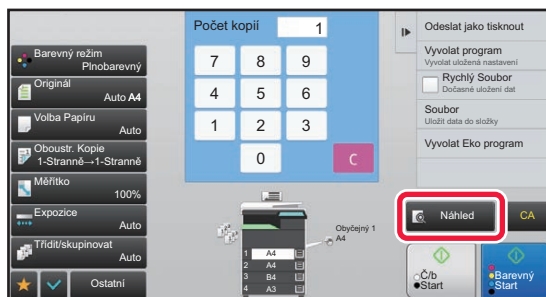 Barevný režim
Plnobarevný
Originál
Auto A4
Volba Papíru
Auto
Oboustr. Kopie
1-Stranně→1-Stranně
Měřítko
100%
Expozice
Auto
Třídit/skupinovat
Auto
Ostatní
Počet kopií 1
7 8 9
4 5 6
1 2 3
0 C
Obyčejný 1
A4
1 A4
2 A4
3 B4
4 A3
Odeslat jako tisknout
Vyvolat program
Vyvolat uložená nastavení
Rychlý Soubor
Dočasné uložení dat
Soubor
Uložit data do složky
Vyvolat Eko program
Náhled
CA
Č/b
Start
Barevný
Start